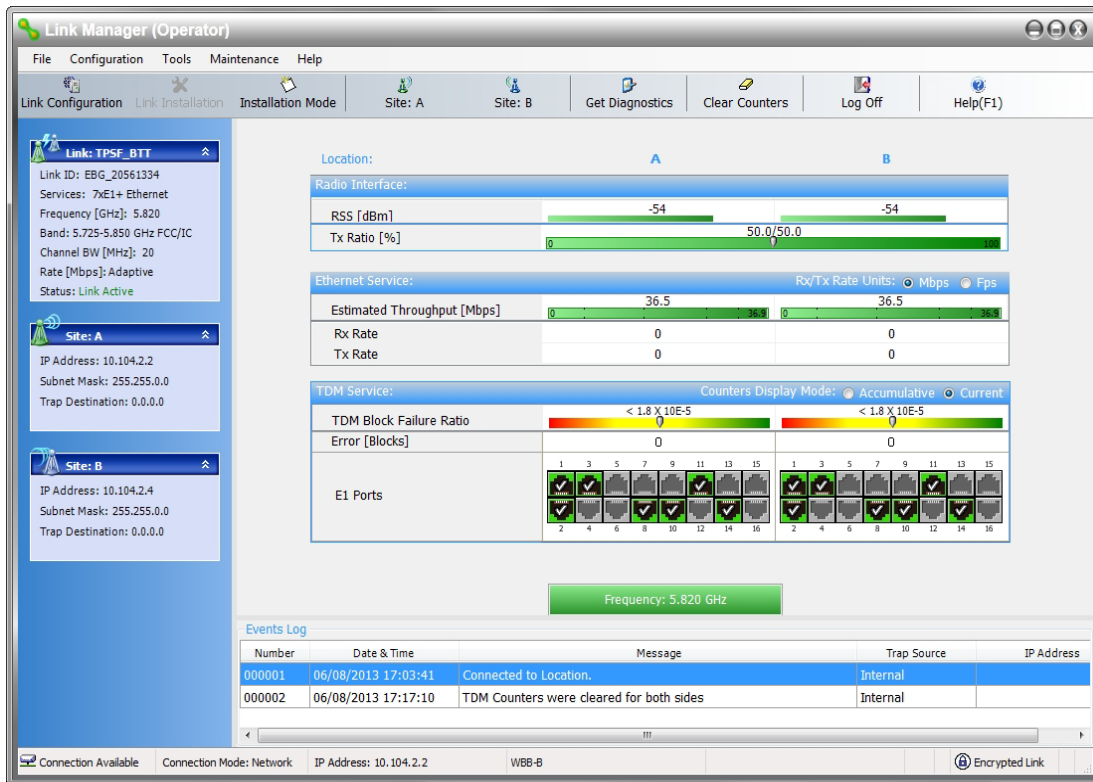 Link Manager (Operator)
File Configuration Tools Maintenance Help
Link Configuration Link Installation Installation Mode Site: A Site: B Get Diagnostics Clear Counters Log Off Help(F1)
Link: TPSF_BTT
Link ID: EBG_20561334
Services: 7xE1+ Ethernet
Frequency [GHz]: 5.820
Band: 5.725-5.850 GHz FCC/IC
Channel BW [MHz]: 20
Rate [Mbps]: Adaptive
Status: Link Active
Site: A
IP Address: 10.104.2.2
Subnet Mask: 255.255.0.0
Trap Destination: 0.0.0.0
Site: B
IP Address: 10.104.2.4
Subnet Mask: 255.255.0.0
Trap Destination: 0.0.0.0
Location: A B
Radio Interface:
RSS [dBm] -54 -54
Tx Ratio [%] 50.0/50.0
0 100
Ethernet Service: Rx/Tx Rate Units: Mbps Fps
Estimated Throughput [Mbps] 36.5 36.5
0 36.9 0 36.9
Rx Rate 0 0
Tx Rate 0 0
TDM Service: Counters Display Mode: Accumulative Current
TDM Block Failure Ratio < 1.8 X 10E-5 < 1.8 X 10E-5
Error [Blocks] 0 0
1 3 5 7 9 11 13 15 1 3 5 7 9 11 13 15
E1 Ports
2 4 6 8 10 12 14 16 2 4 6 8 10 12 14 16
Frequency: 5.820 GHz
Events Log
Number Date & Time Message Trap Source IP Address
000001 06/08/2013 17:03:41 Connected to Location. Internal
000002 06/08/2013 17:17:10 TDM Counters were cleared for both sides Internal
Connection Available Connection Mode: Network IP Address: 10.104.2.2 WBB-B Encrypted Link